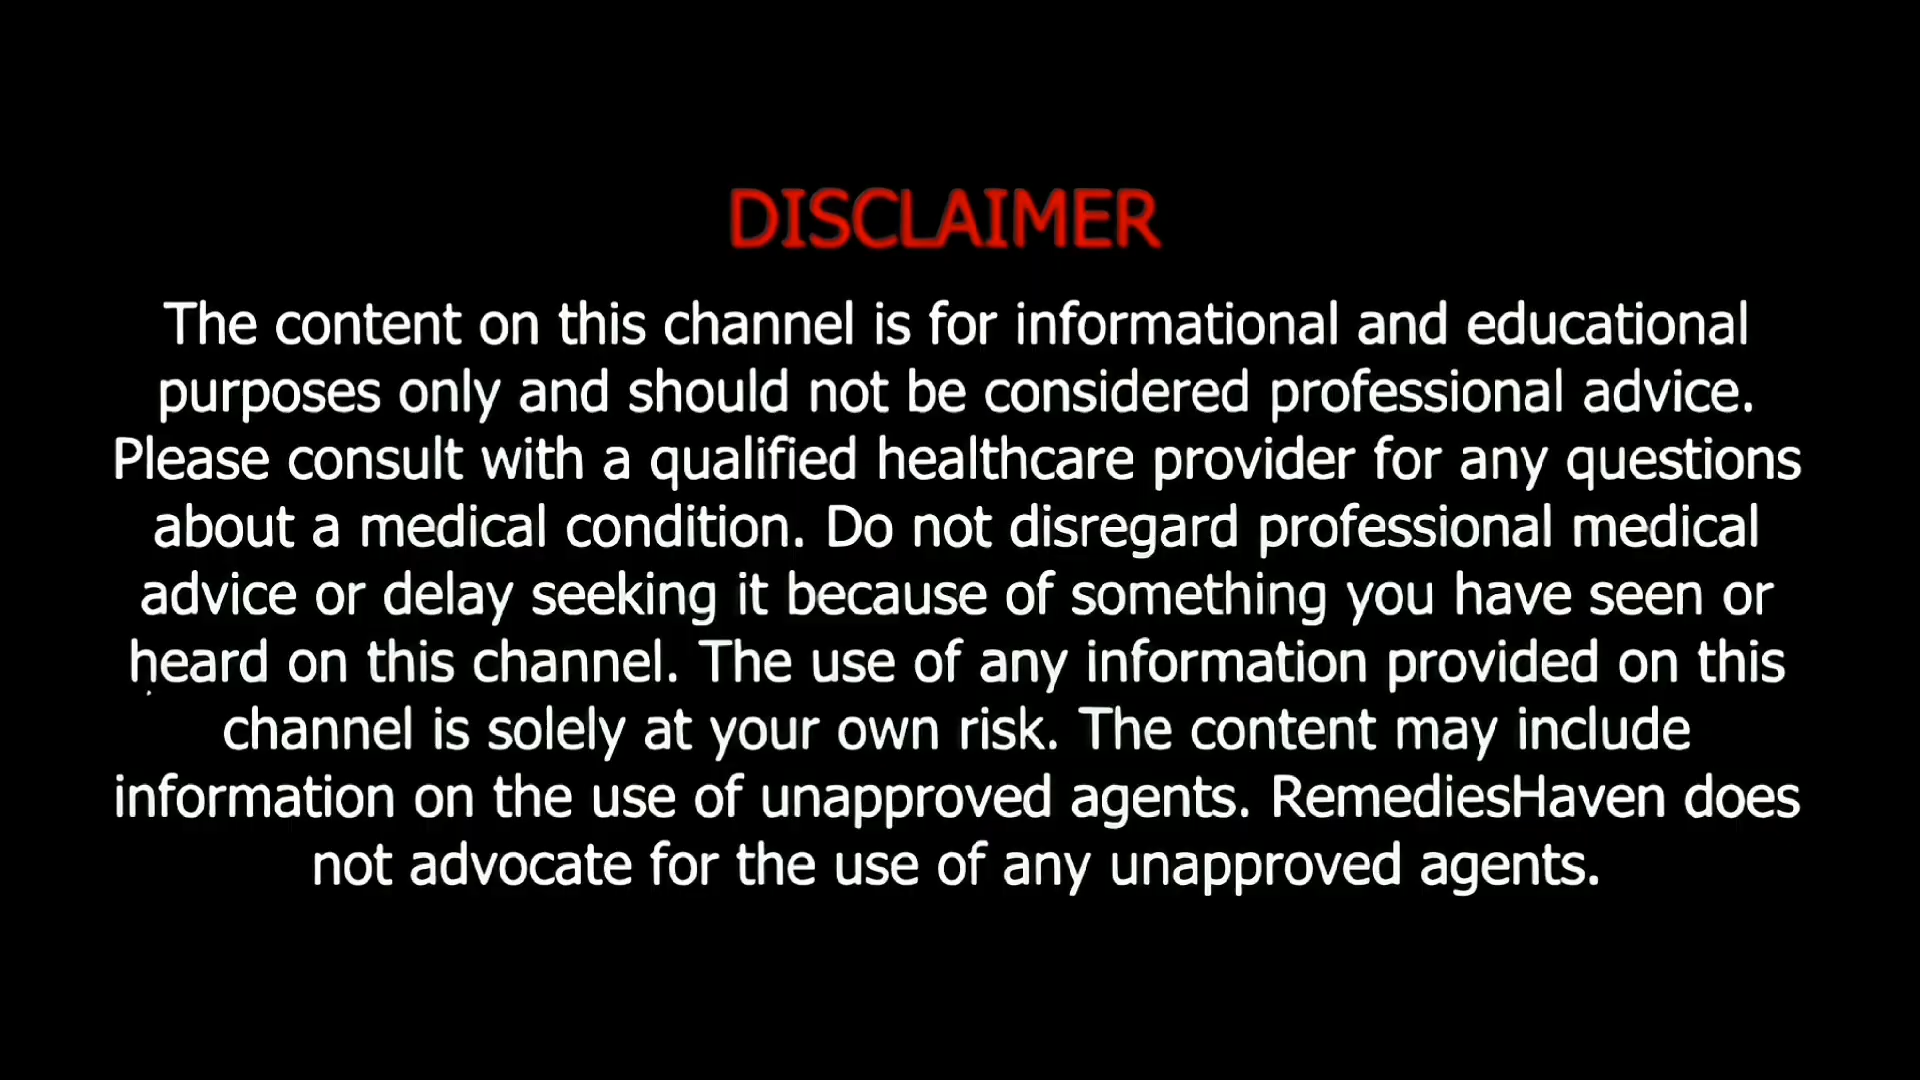 DISCLAIMER
The content on this channel is for informational and educational
purposes only and should not be considered professional advice.
Please consult with a qualified healthcare provider for any questions
about a medical condition. Do not disregard professional medical
advice or delay seeking it because of something you have seen or
heard on this channel. The use of any information provided on this
channel is solely at your own risk. The content may include
information on the use of unapproved agents. RemediesHaven does
not advocate for the use of any unapproved agents.